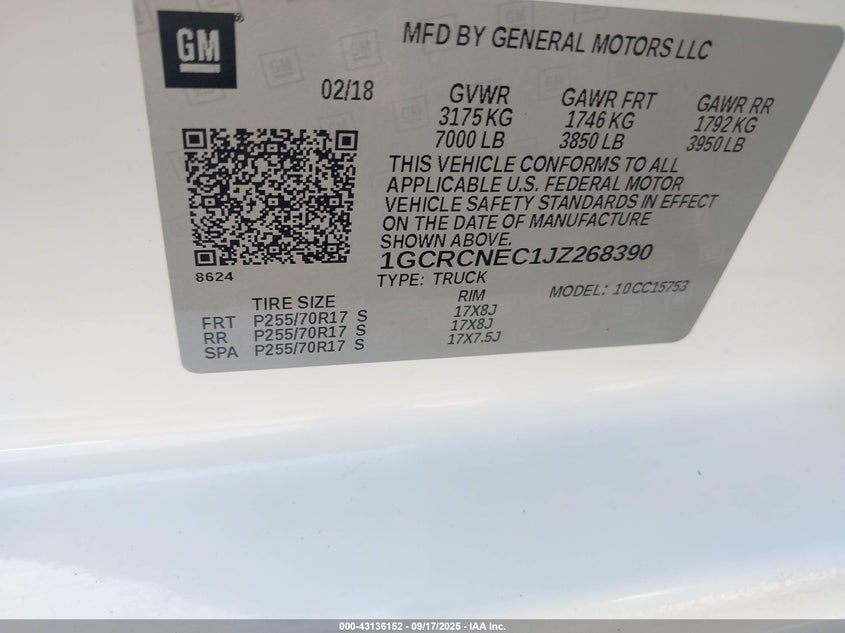 GM
MFD BY GENERAL MOTORS LLC
02/18
GVWR GAWR FRT GAWR RR
3175 KG 1746 KG 1792 KG
7000 LB 3850 LB 3950 LB
THIS VEHICLE CONFORMS TO ALL
APPLICABLE U.S. FEDERAL MOTOR
VEHICLE SAFETY STANDARDS IN EFFECT
ON THE DATE OF MANUFACTURE
SHOWN ABOVE.
1GCRCNEC1JZ268390
8624
TYPE: TRUCK
MODEL: 10CC15753
TIRE SIZE RIM
FRT P255/70R17 S 17X8J
RR P255/70R17 S 17X8J
SPA P255/70R17 S 17X7.5J
000-43136152 - 09/17/2025 - IAA Inc.